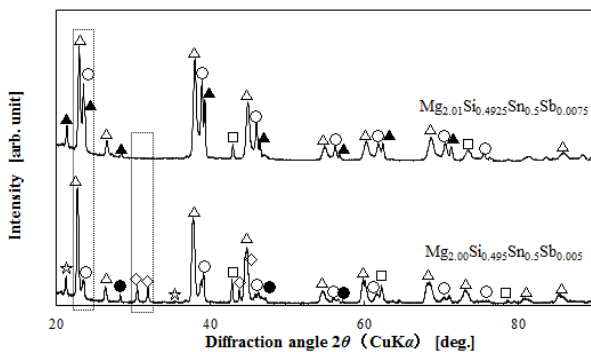 Intensity [arb. unit]
Mg2.01Si0.4925Sn0.5Sb0.0075
Mg2.00Si0.495Sn0.5Sb0.005
20 40 60 80
Diffraction angle 2θ (CuKα) [deg.]